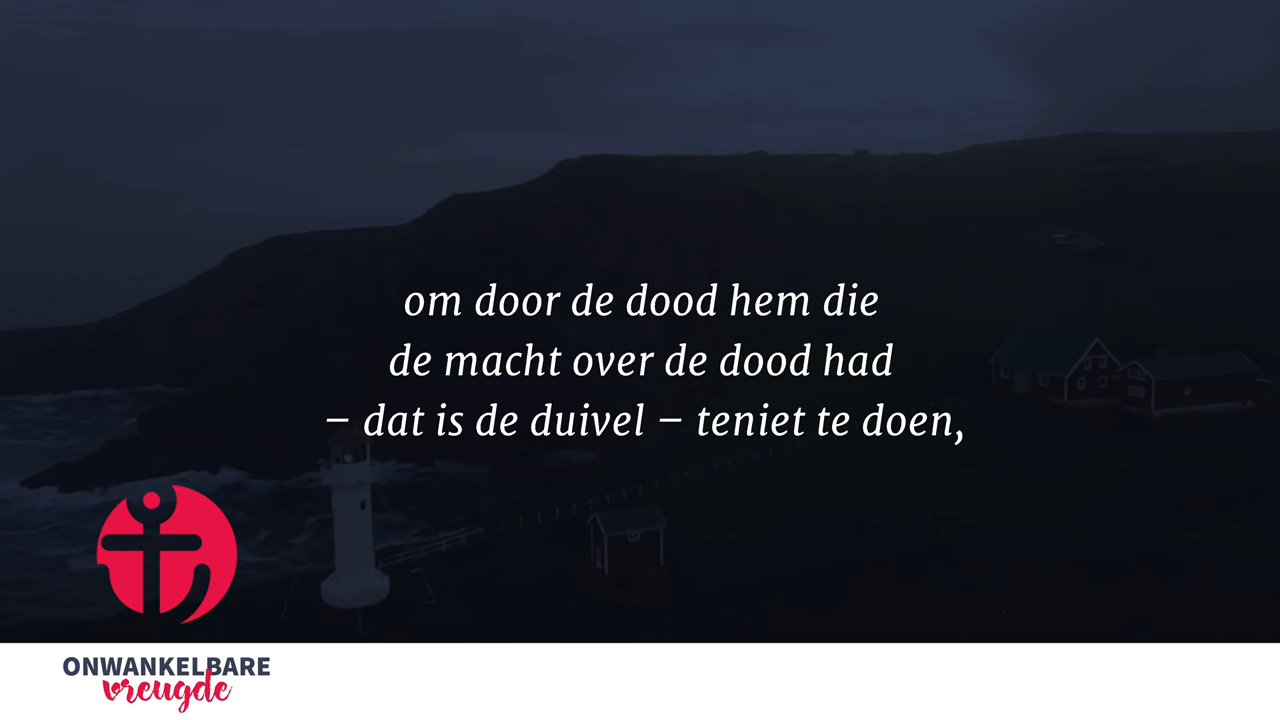 om door de dood hem die
de macht over de dood had
– dat is de duivel – teniet te doen,
ONWANKELBARE
vreugde